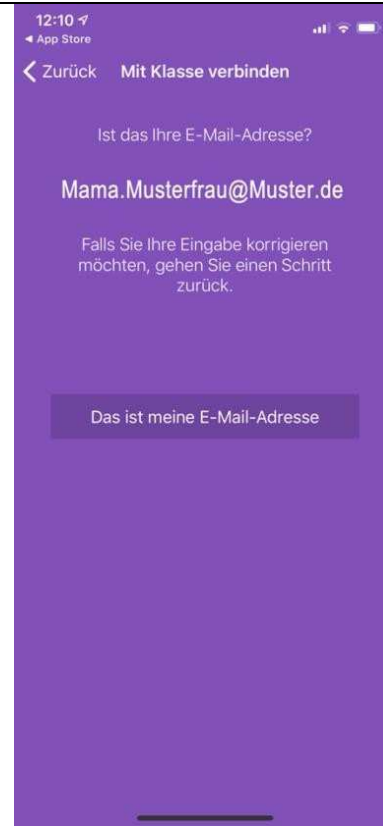 12:10
◀ App Store
Zurück Mit Klasse verbinden
Ist das Ihre E-Mail-Adresse?
Mama.Musterfrau@Muster.de
Falls Sie Ihre Eingabe korrigieren
möchten, gehen Sie einen Schritt
zurück.
Das ist meine E-Mail-Adresse